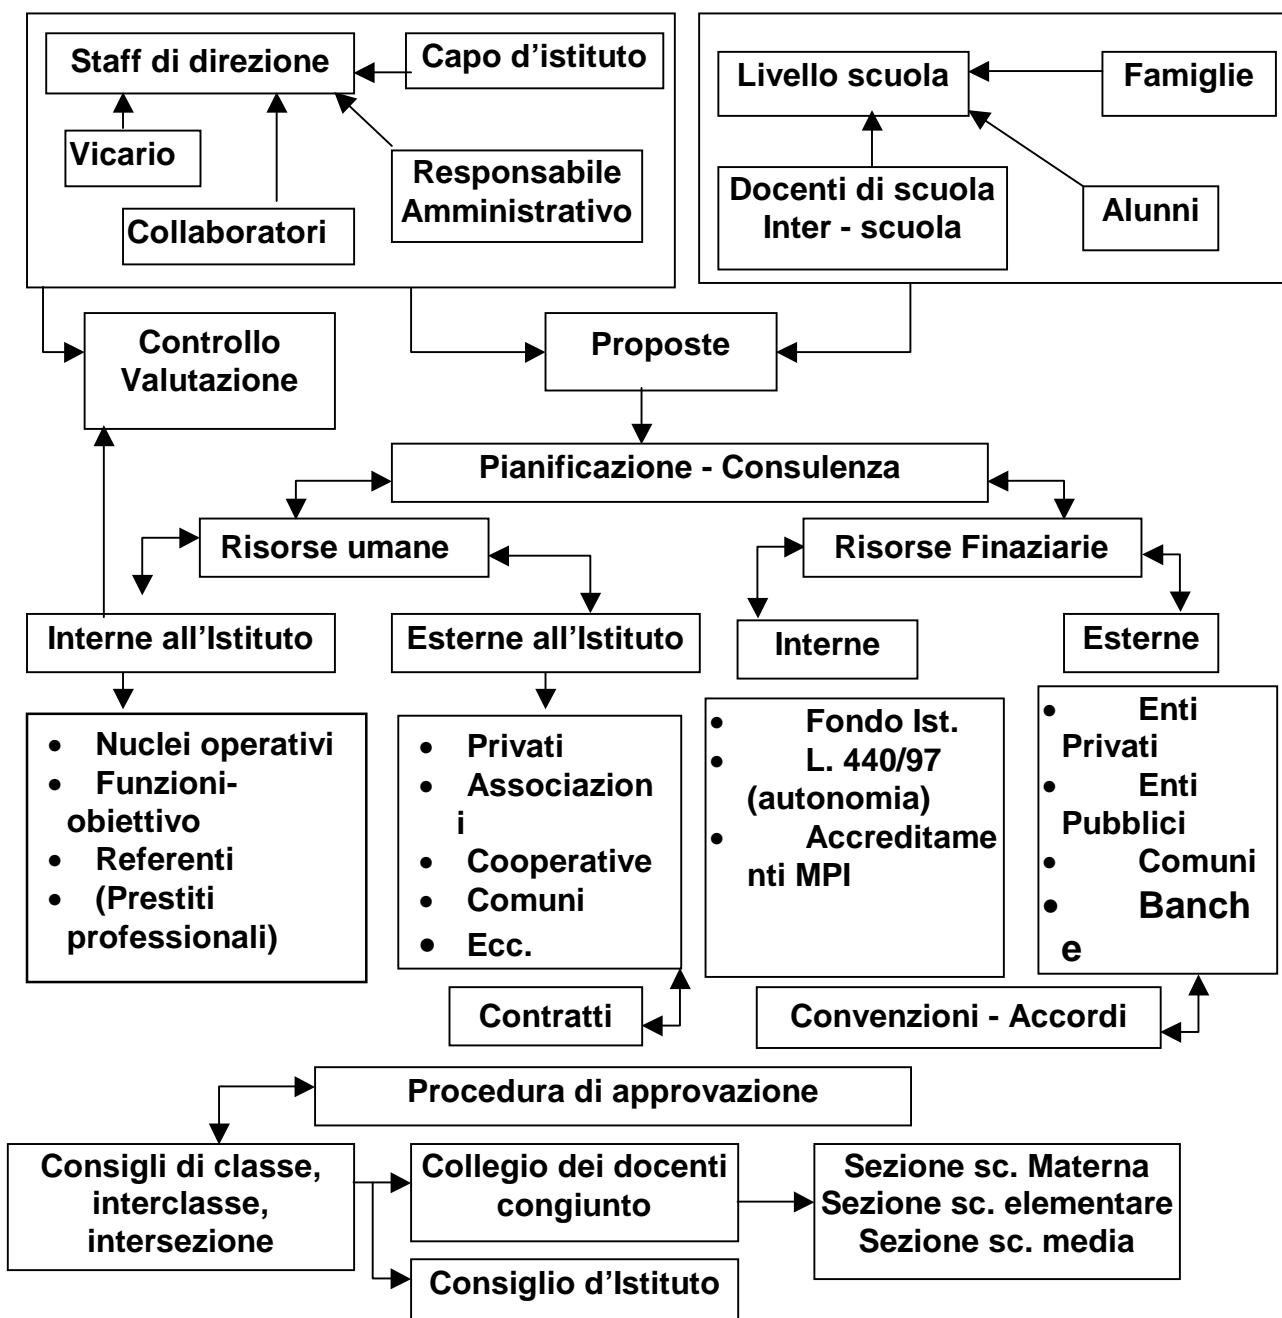 Staff di direzione
Capo d'istituto
Vicario
Collaboratori
Responsabile
Amministrativo
Livello scuola
Famiglie
Docenti di scuola
Inter - scuola
Alunni
Controllo
Valutazione
Proposte
Pianificazione - Consulenza
Risorse umane
Risorse Finaziarie
Interne all'Istituto
Esterne all'Istituto
Interne
Esterne
• Nuclei operativi
• Funzioni-
obiettivo
• Referenti
• (Prestiti
professionali)
• Privati
• Associazion
i
• Cooperative
• Comuni
• Ecc.
• Fondo Ist.
• L. 440/97
(autonomia)
• Accreditame
nti MPI
• Enti
Privati
• Enti
Pubblici
• Comuni
• Banch
e
Contratti
Convenzioni - Accordi
Procedura di approvazione
Consigli di classe,
interclasse,
intersezione
Collegio dei docenti
congiunto
Sezione sc. Materna
Sezione sc. elementare
Sezione sc. media
Consiglio d'Istituto